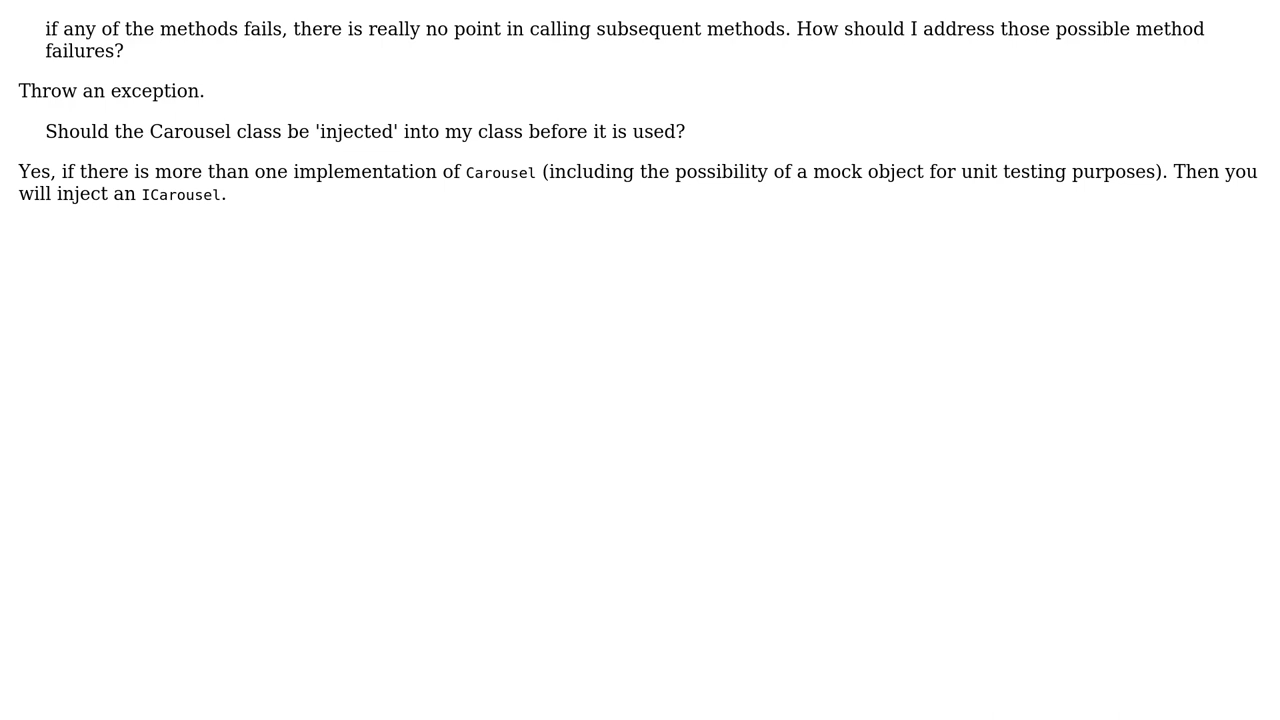 if any of the methods fails, there is really no point in calling subsequent methods. How should I address those possible method
failures?
Throw an exception.
Should the Carousel class be 'injected' into my class before it is used?
Yes, if there is more than one implementation of Carousel (including the possibility of a mock object for unit testing purposes). Then you
will inject an ICarousel.